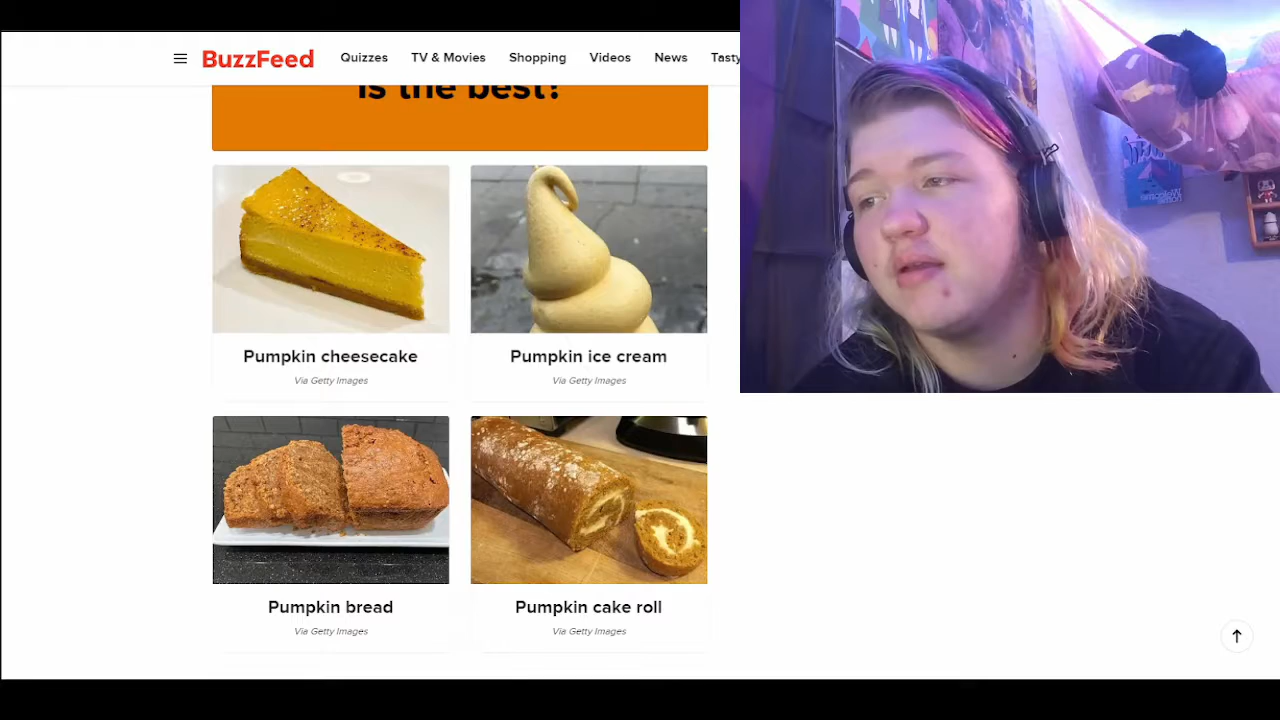 BuzzFeed Quizzes TV & Movies Shopping Videos News Tasty
is the best?
Pumpkin cheesecake Pumpkin ice cream
Via Getty Images Via Getty Images
Pumpkin bread Pumpkin cake roll
Via Getty Images Via Getty Images